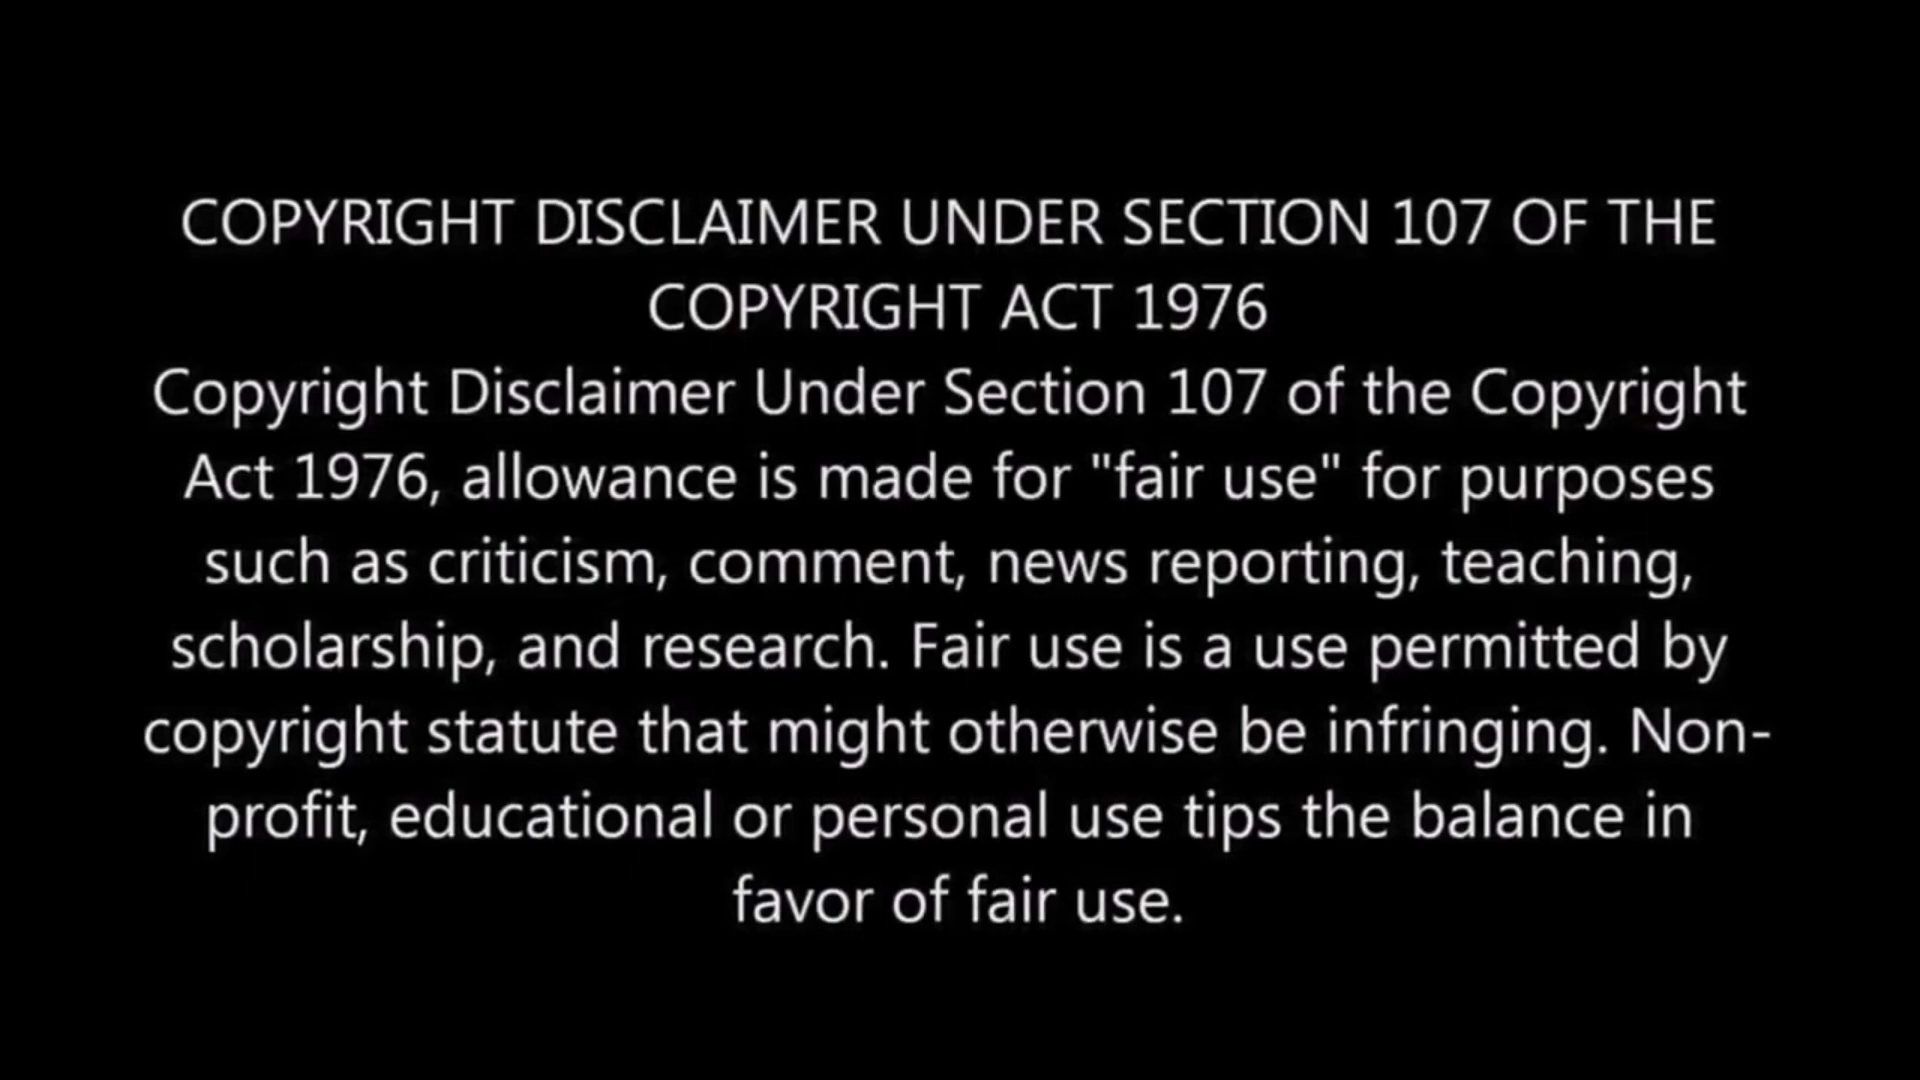 COPYRIGHT DISCLAIMER UNDER SECTION 107 OF THE
COPYRIGHT ACT 1976
Copyright Disclaimer Under Section 107 of the Copyright
Act 1976, allowance is made for "fair use" for purposes
such as criticism, comment, news reporting, teaching,
scholarship, and research. Fair use is a use permitted by
copyright statute that might otherwise be infringing. Non-
profit, educational or personal use tips the balance in
favor of fair use.